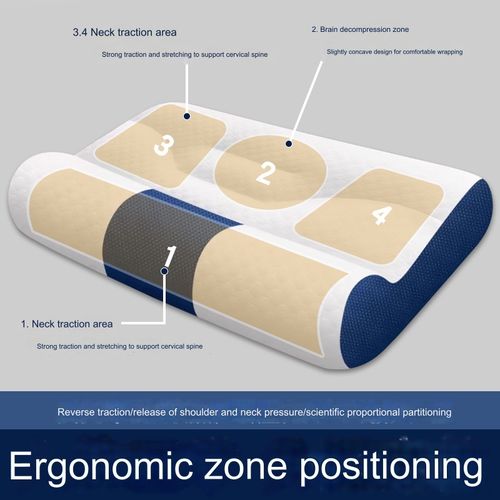 3.4 Neck traction area
Strong traction and stretching to support cervical spine
2. Brain decompression zone
Slightly concave design for comfortable wrapping
3
2
4
1
1. Neck traction area
Strong traction and stretching to support cervical spine
Reverse traction/release of shoulder and neck pressure/scientific proportional partitioning
Ergonomic zone positioning